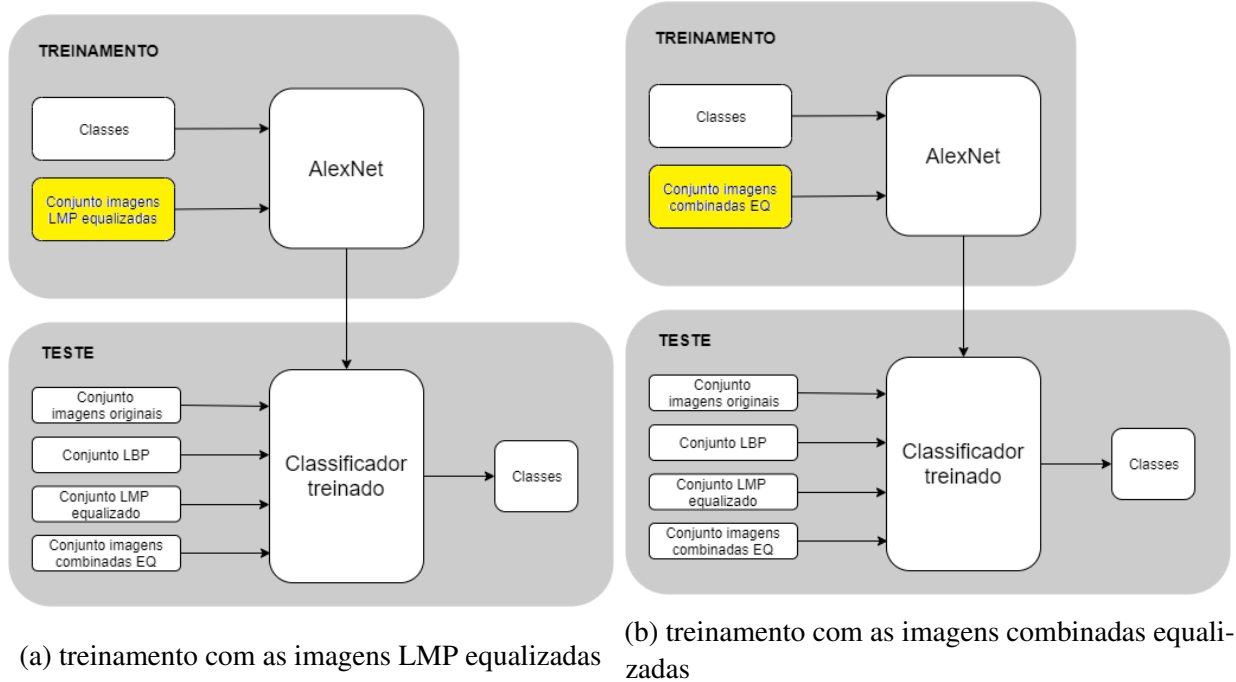 TREINAMENTO
Classes
Conjunto imagens
LMP equalizadas
AlexNet
TESTE
Conjunto
imagens originais
Conjunto LBP
Conjunto LMP
equalizado
Conjunto imagens
combinadas EQ
Classificador
treinado
Classes
(a) treinamento com as imagens LMP equalizadas
TREINAMENTO
Classes
Conjunto imagens
combinadas EQ
AlexNet
TESTE
Conjunto
imagens originais
Conjunto LBP
Conjunto LMP
equalizado
Conjunto imagens
combinadas EQ
Classificador
treinado
Classes
(b) treinamento com as imagens combinadas equali-
zadas